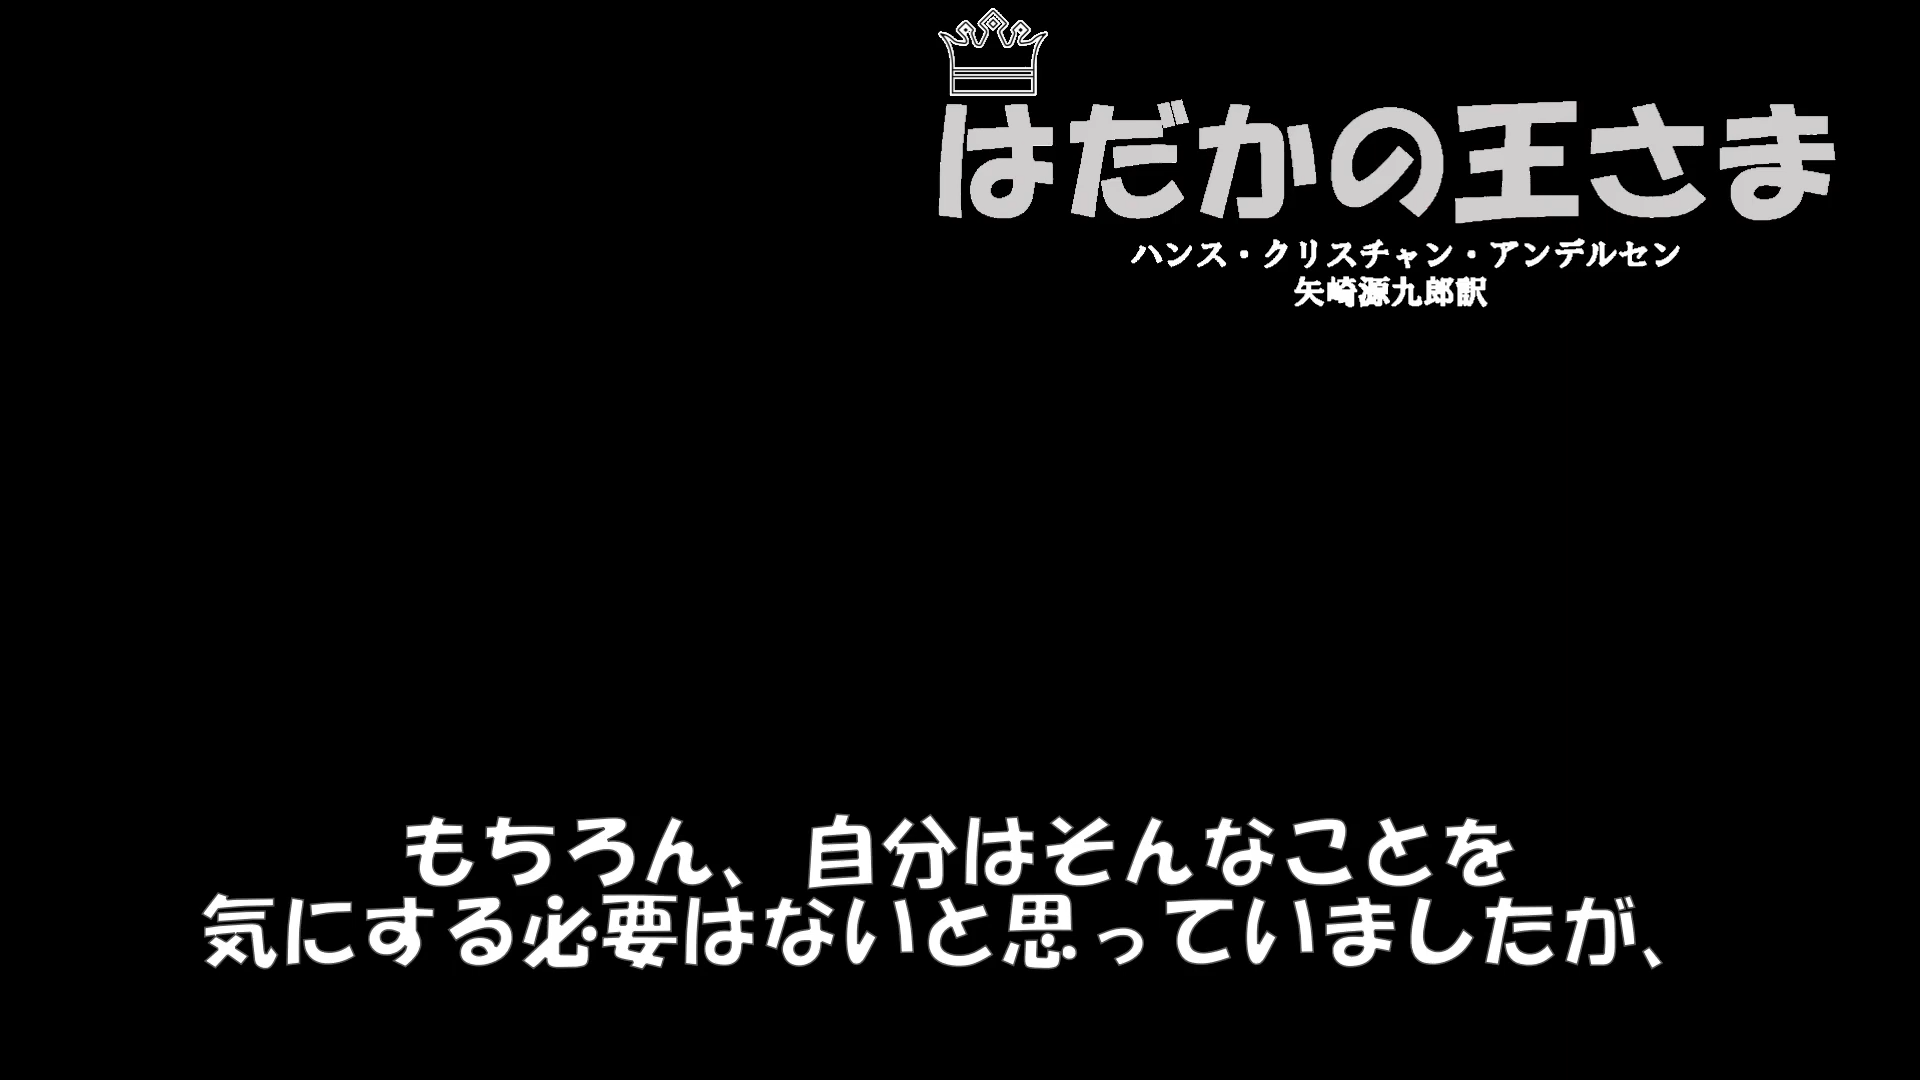 はだかの王さま
ハンス・クリスチャン・アンデルセン
矢崎源九郎訳
もちろん、自分はそんなことを
気にする必要はないと思っていましたが、